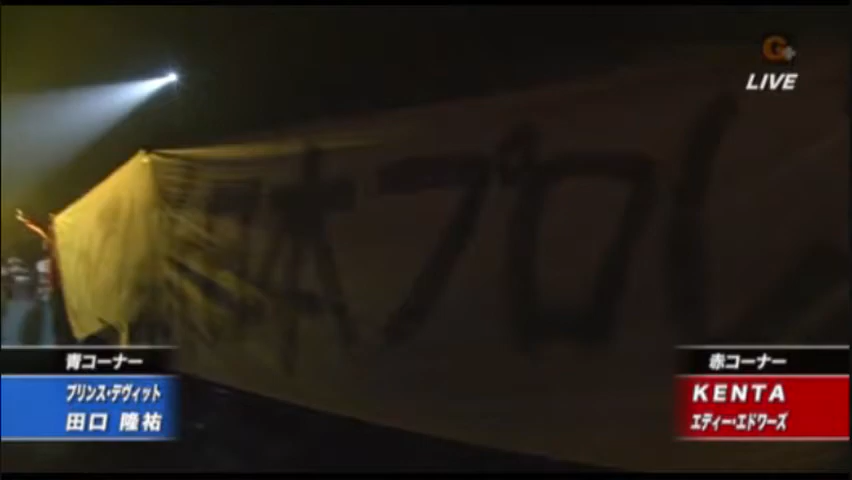 G+
LIVE
日本プロレ
青コーナー
プリンス・デヴィット
田口 隆祐
赤コーナー
KENTA
エディー・エドワーズ